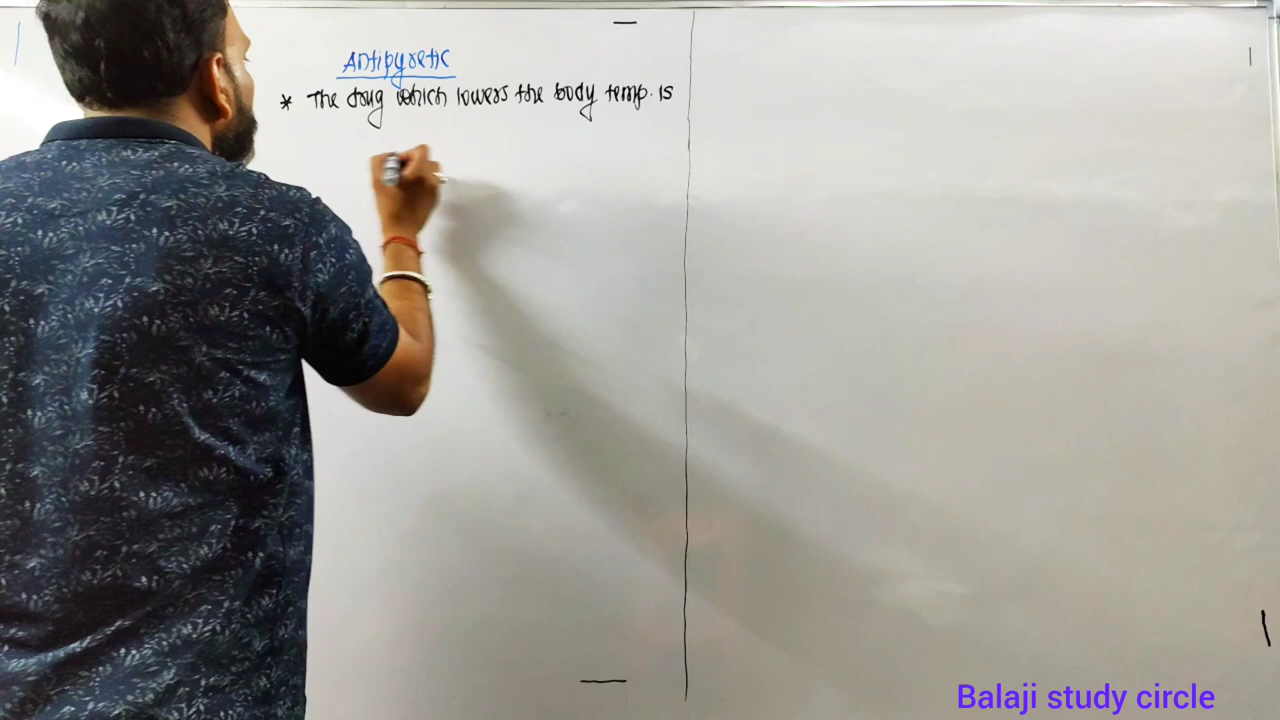 Antipyretic
* The drug which lowers the body temp. is
Balaji study circle